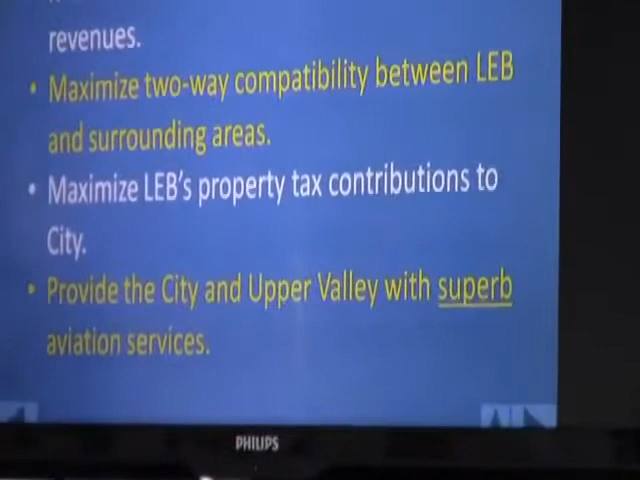 revenues.
• Maximize two-way compatibility between LEB
and surrounding areas.
• Maximize LEB's property tax contributions to
City.
• Provide the City and Upper Valley with superb
aviation services.
PHILIPS